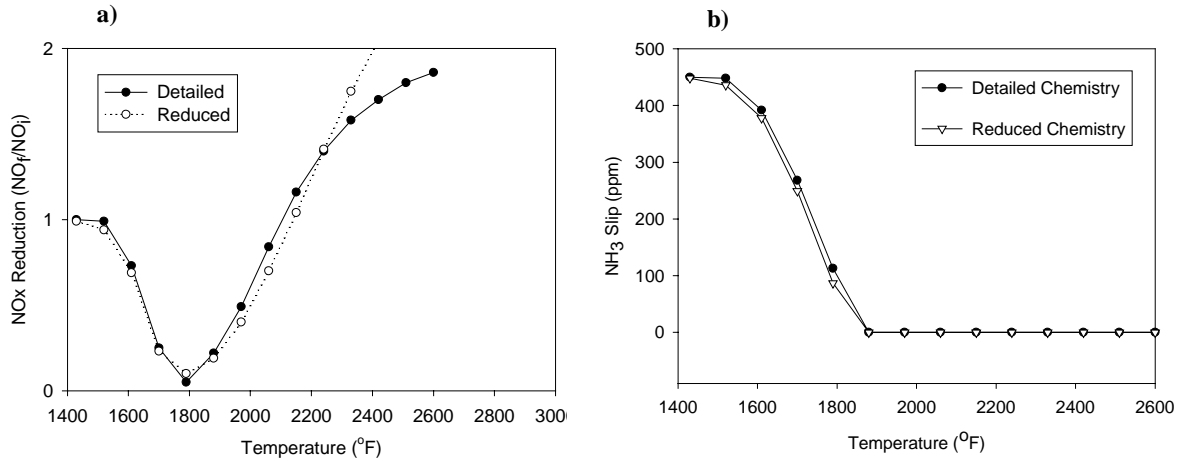 a)
NOx Reduction (NOf/NOi)
2
1
0
Detailed
Reduced
1400 1600 1800 2000 2200 2400 2600 2800 3000
Temperature (oF)
b)
NH3 Slip (ppm)
500
400
300
200
100
0
Detailed Chemistry
Reduced Chemistry
1400 1600 1800 2000 2200 2400 2600
Temperature (OF)